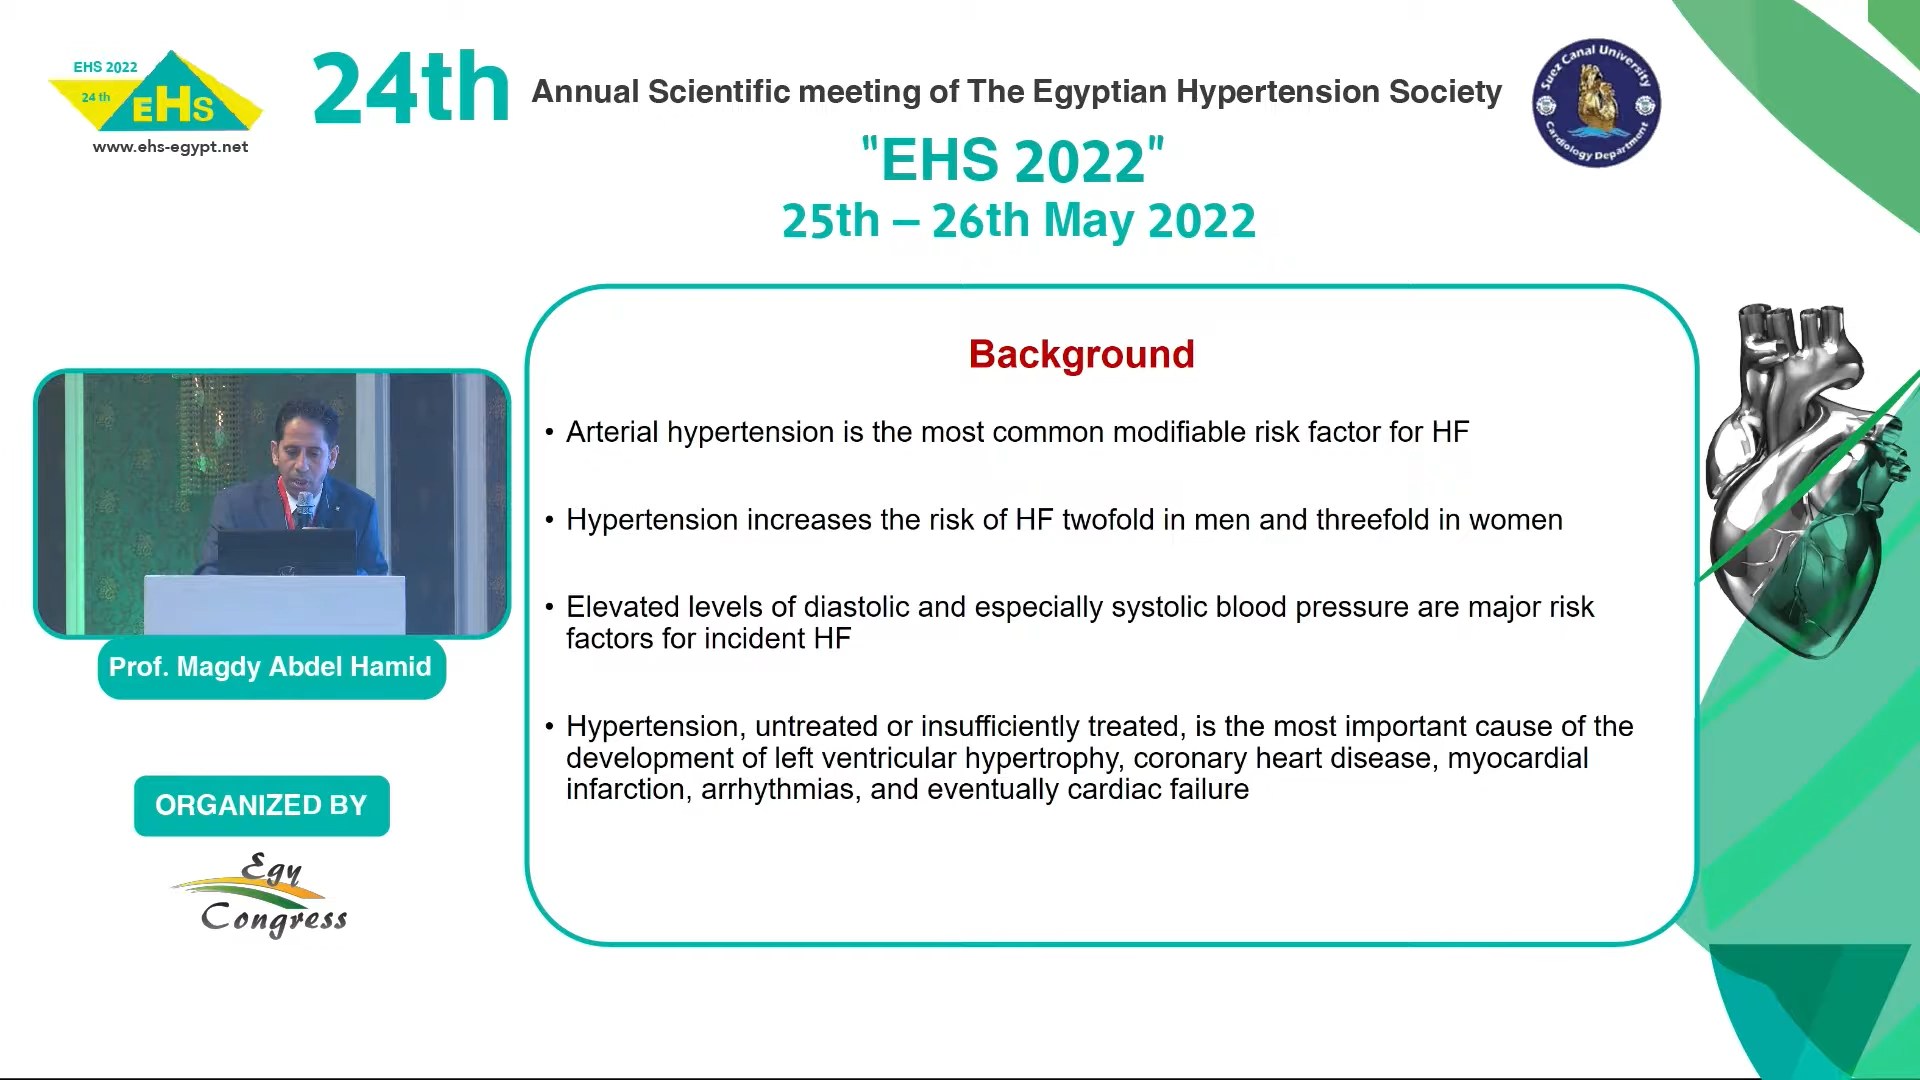 EHS 2022
24 th
EHS
www.ehs-egypt.net
24th Annual Scientific meeting of The Egyptian Hypertension Society
"EHS 2022"
25th – 26th May 2022
Suez Canal University
Cardiology Department
Prof. Magdy Abdel Hamid
ORGANIZED BY
Egy
Congress
Background
• Arterial hypertension is the most common modifiable risk factor for HF
• Hypertension increases the risk of HF twofold in men and threefold in women
• Elevated levels of diastolic and especially systolic blood pressure are major risk
factors for incident HF
• Hypertension, untreated or insufficiently treated, is the most important cause of the
development of left ventricular hypertrophy, coronary heart disease, myocardial
infarction, arrhythmias, and eventually cardiac failure